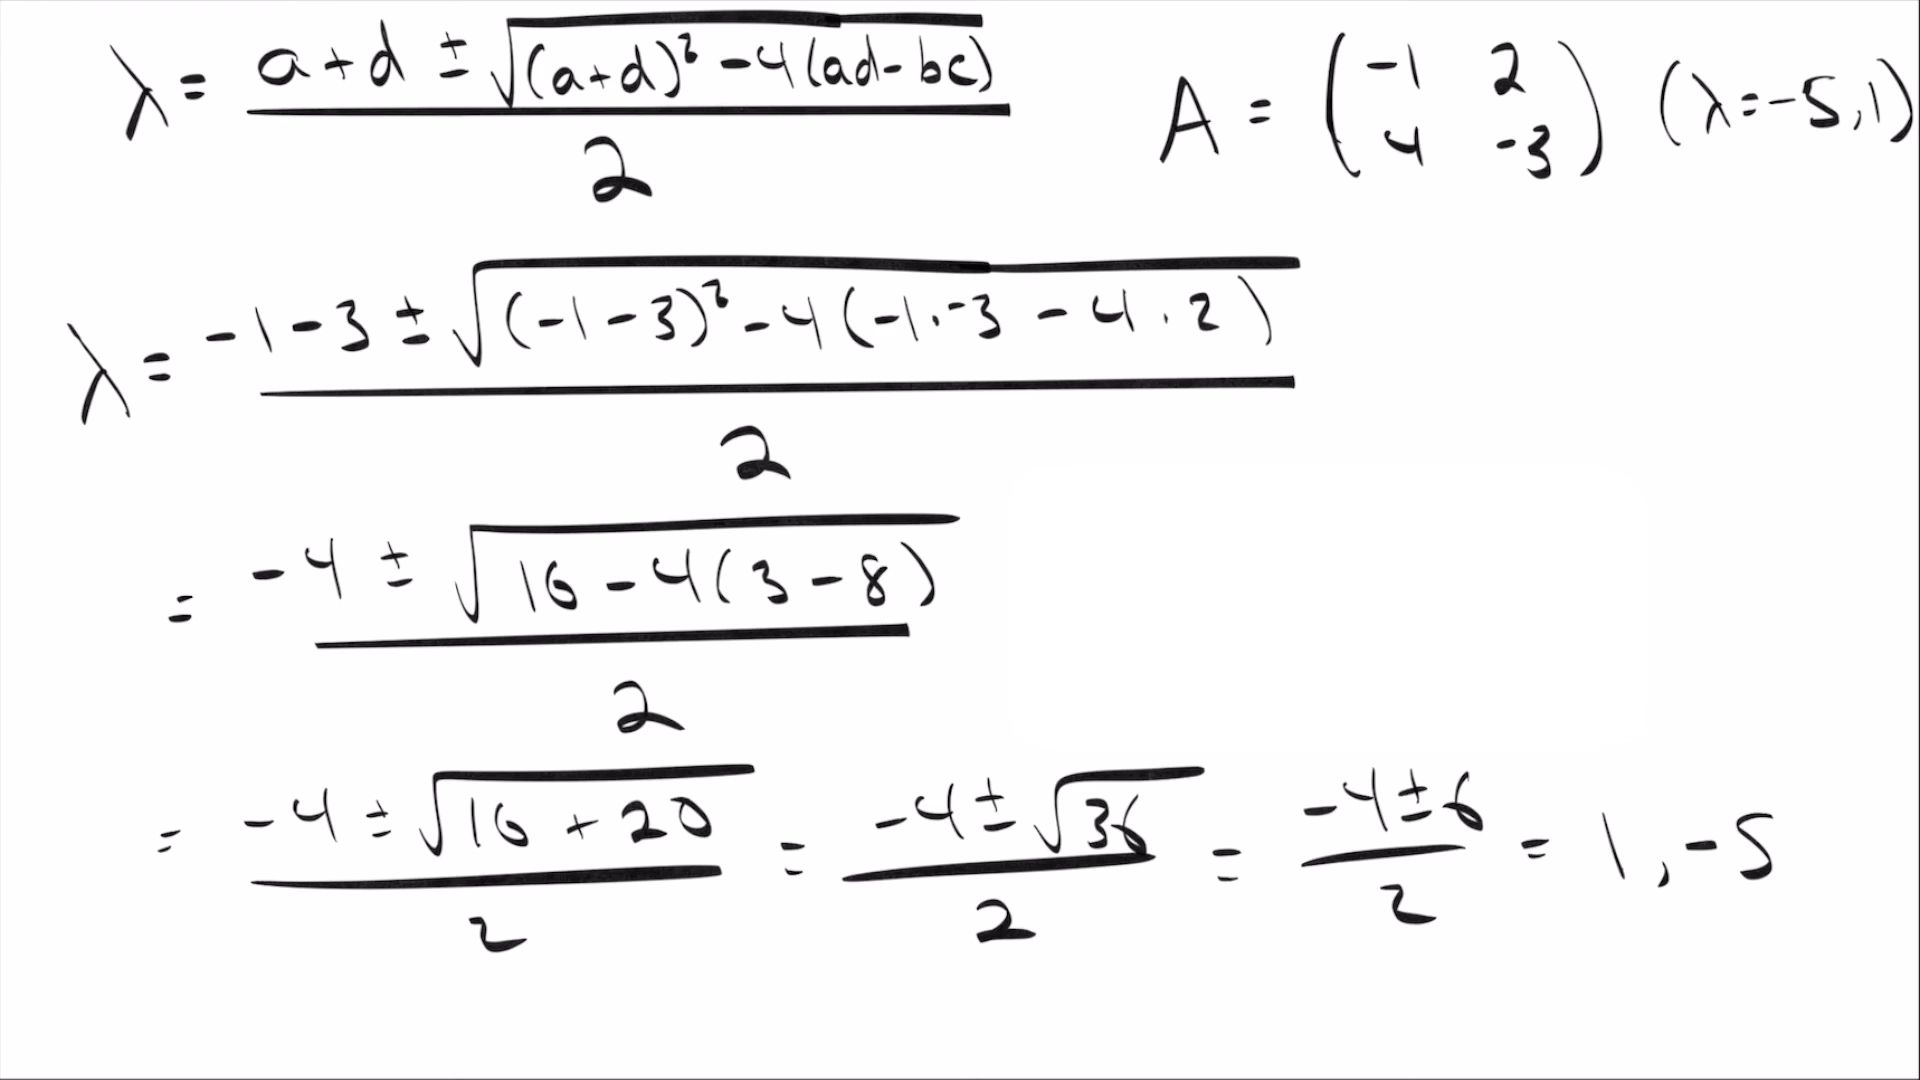 λ = (a+d ± √((a+d)² - 4(ad-bc))) / 2
A = (-1 2; 4 -3) (λ=-5,1)
λ = (-1-3 ± √((-1-3)² - 4(-1·-3 - 4·2))) / 2
= (-4 ± √(16-4(3-8))) / 2
= (-4 ± √(16+20)) / 2 = (-4 ± √36) / 2 = (-4±6) / 2 = 1, -5